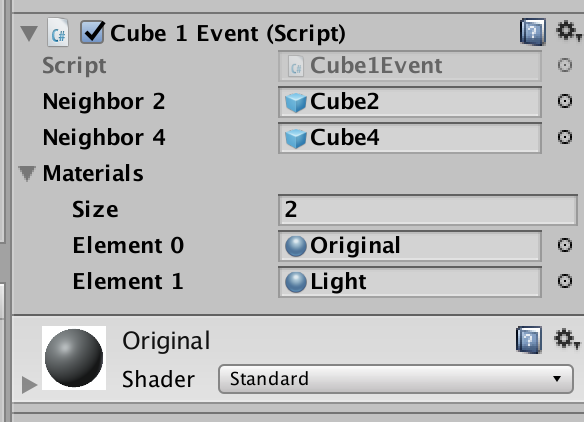 Cube 1 Event (Script)
Script Cube1Event
Neighbor 2 Cube2
Neighbor 4 Cube4
Materials
Size 2
Element 0 Original
Element 1 Light
Original
Shader Standard